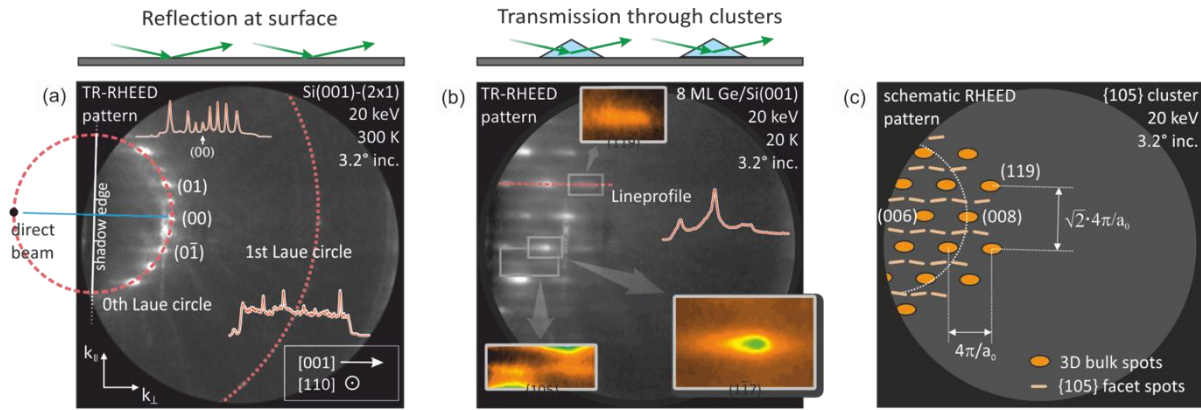 Reflection at surface
Transmission through clusters
(a)
TR-RHEED
pattern
Si(001)-(2x1)
20 keV
300 K
3.2° inc.
(00)
shadow edge
(01)
(00)
(01̄)
direct
beam
1st Laue circle
0th Laue circle
k∥
k⊥
[001]
[110]
(b)
TR-RHEED
pattern
8 ML Ge/Si(001)
20 keV
20 K
3.2° inc.
(119)
Lineprofile
(105)
(11̄7)
(c)
schematic RHEED
pattern
{105} cluster
20 keV
3.2° inc.
(119)
(006)
(008)
√2·4π/a₀
4π/a₀
3D bulk spots
{105} facet spots